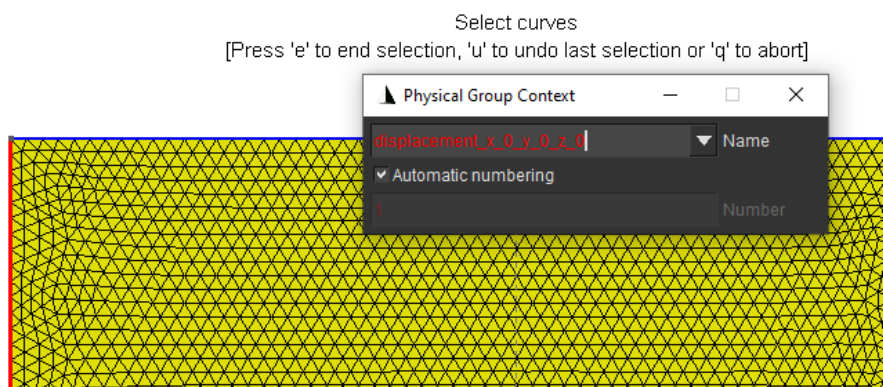 Select curves
[Press 'e' to end selection, 'u' to undo last selection or 'q' to abort]
Physical Group Context
displacement_x_0_y_0_z_0
Name
Automatic numbering
1
Number